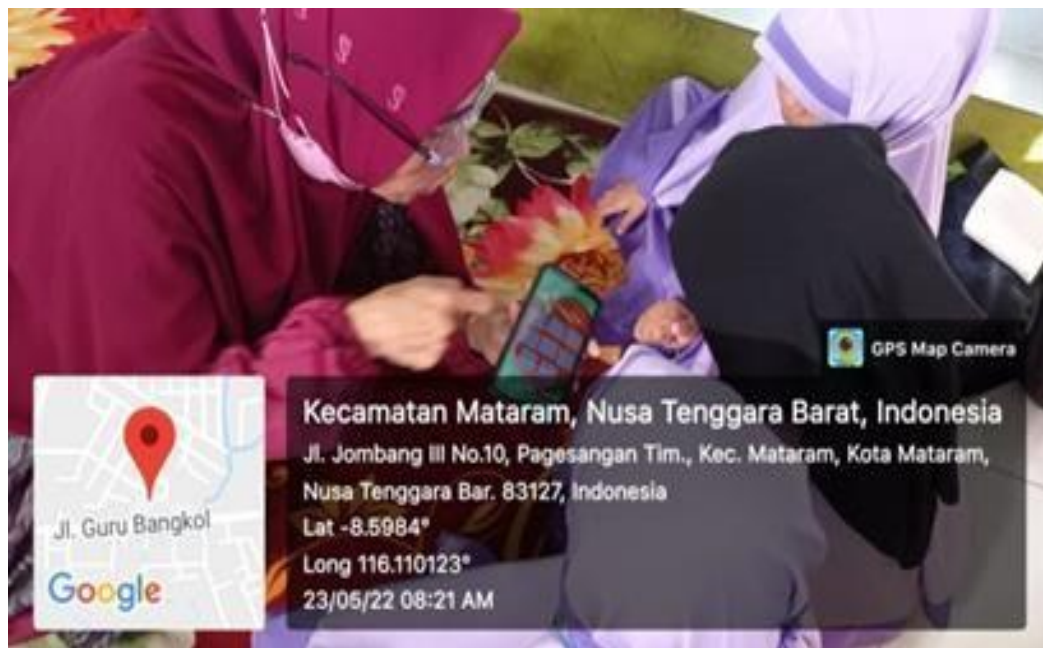 GPS Map Camera
Kecamatan Mataram, Nusa Tenggara Barat, Indonesia
Jl. Jombang III No.10, Pagesangan Tim., Kec. Mataram, Kota Mataram,
Nusa Tenggara Bar. 83127, Indonesia
Lat -8.5984°
Long 116.110123°
23/05/22 08:21 AM
Jl. Guru Bangkol
Google